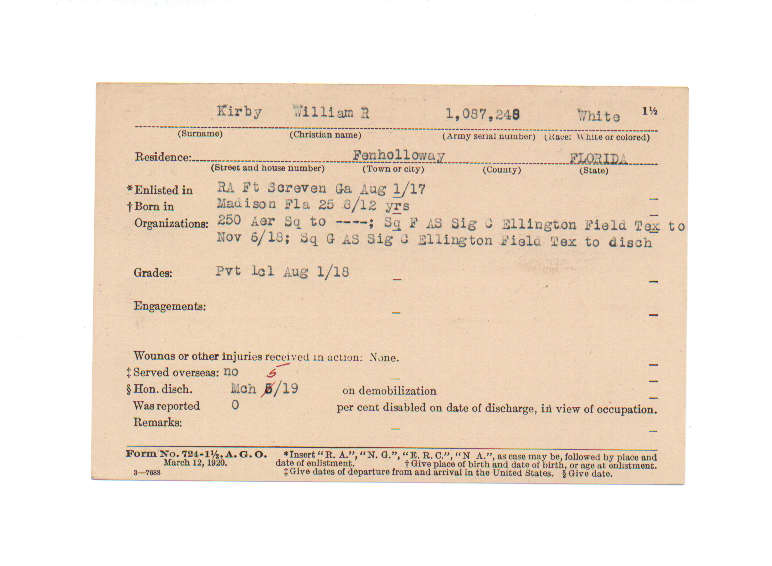 Kirby William R 1,087,248 White 1½
(Surname) (Christian name) (Army serial number) (Race: White or colored)
Residence: Fenholloway FLORIDA
(Street and house number) (Town or city) (County) (State)
*Enlisted in RA Ft Screven Ga Aug 1/17
†Born in Madison Fla 25 8/12 yrs
Organizations: 250 Aer Sq to ----; Sq F AS Sig C Ellington Field Tex to
Nov 5/18; Sq G AS Sig C Ellington Field Tex to disch
Grades: Pvt 1cl Aug 1/18
Engagements:
Wounds or other injuries received in action: None.
‡Served overseas: no
5
§Hon. disch. Mch /19 on demobilization
Was reported 0 per cent disabled on date of discharge, in view of occupation.
Remarks:
Form No. 724-1½, A. G. O. *Insert "R. A.", "N. G.", "E. R. C.", "N A.", as case may be, followed by place and
March 12, 1920. date of enlistment. †Give place of birth and date of birth, or age at enlistment.
3—7688 ‡Give dates of departure from and arrival in the United States. §Give date.